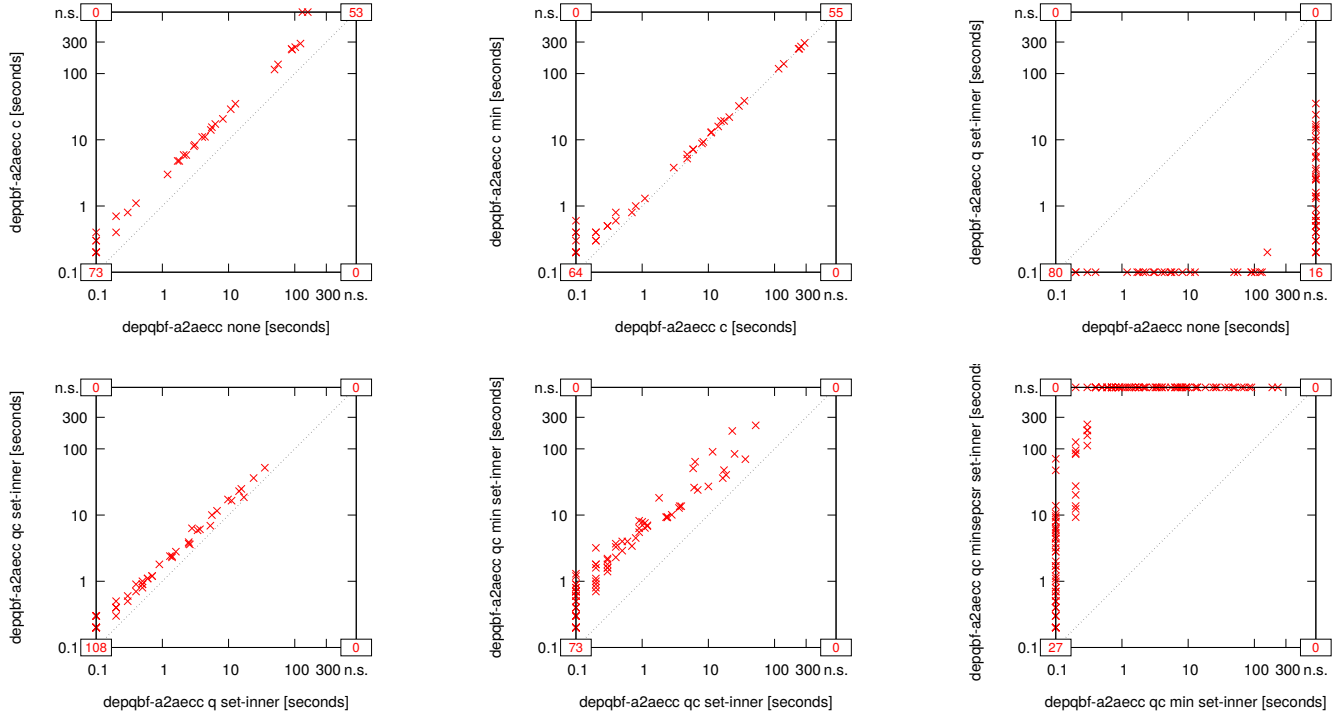 n.s. 0 53
300
100
10
1
0.1 73 0
0.1 1 10 100 300 n.s.
depqbf-a2aecc none [seconds]
depqbf-a2aecc c [seconds]
n.s. 0 55
300
100
10
1
0.1 64 0
0.1 1 10 100 300 n.s.
depqbf-a2aecc c [seconds]
depqbf-a2aecc c min [seconds]
n.s. 0 0
300
100
10
1
0.1 80 16
0.1 1 10 100 300 n.s.
depqbf-a2aecc none [seconds]
depqbf-a2aecc q set-inner [seconds]
n.s. 0 0
300
100
10
1
0.1 108 0
0.1 1 10 100 300 n.s.
depqbf-a2aecc q set-inner [seconds]
depqbf-a2aecc qc set-inner [seconds]
n.s. 0 0
300
100
10
1
0.1 73 0
0.1 1 10 100 300 n.s.
depqbf-a2aecc qc set-inner [seconds]
depqbf-a2aecc qc min set-inner [seconds]
n.s. 0 0
300
100
10
1
0.1 27 0
0.1 1 10 100 300 n.s.
depqbf-a2aecc qc min set-inner [seconds]
depqbf-a2aecc qc minsepcsr set-inner [second